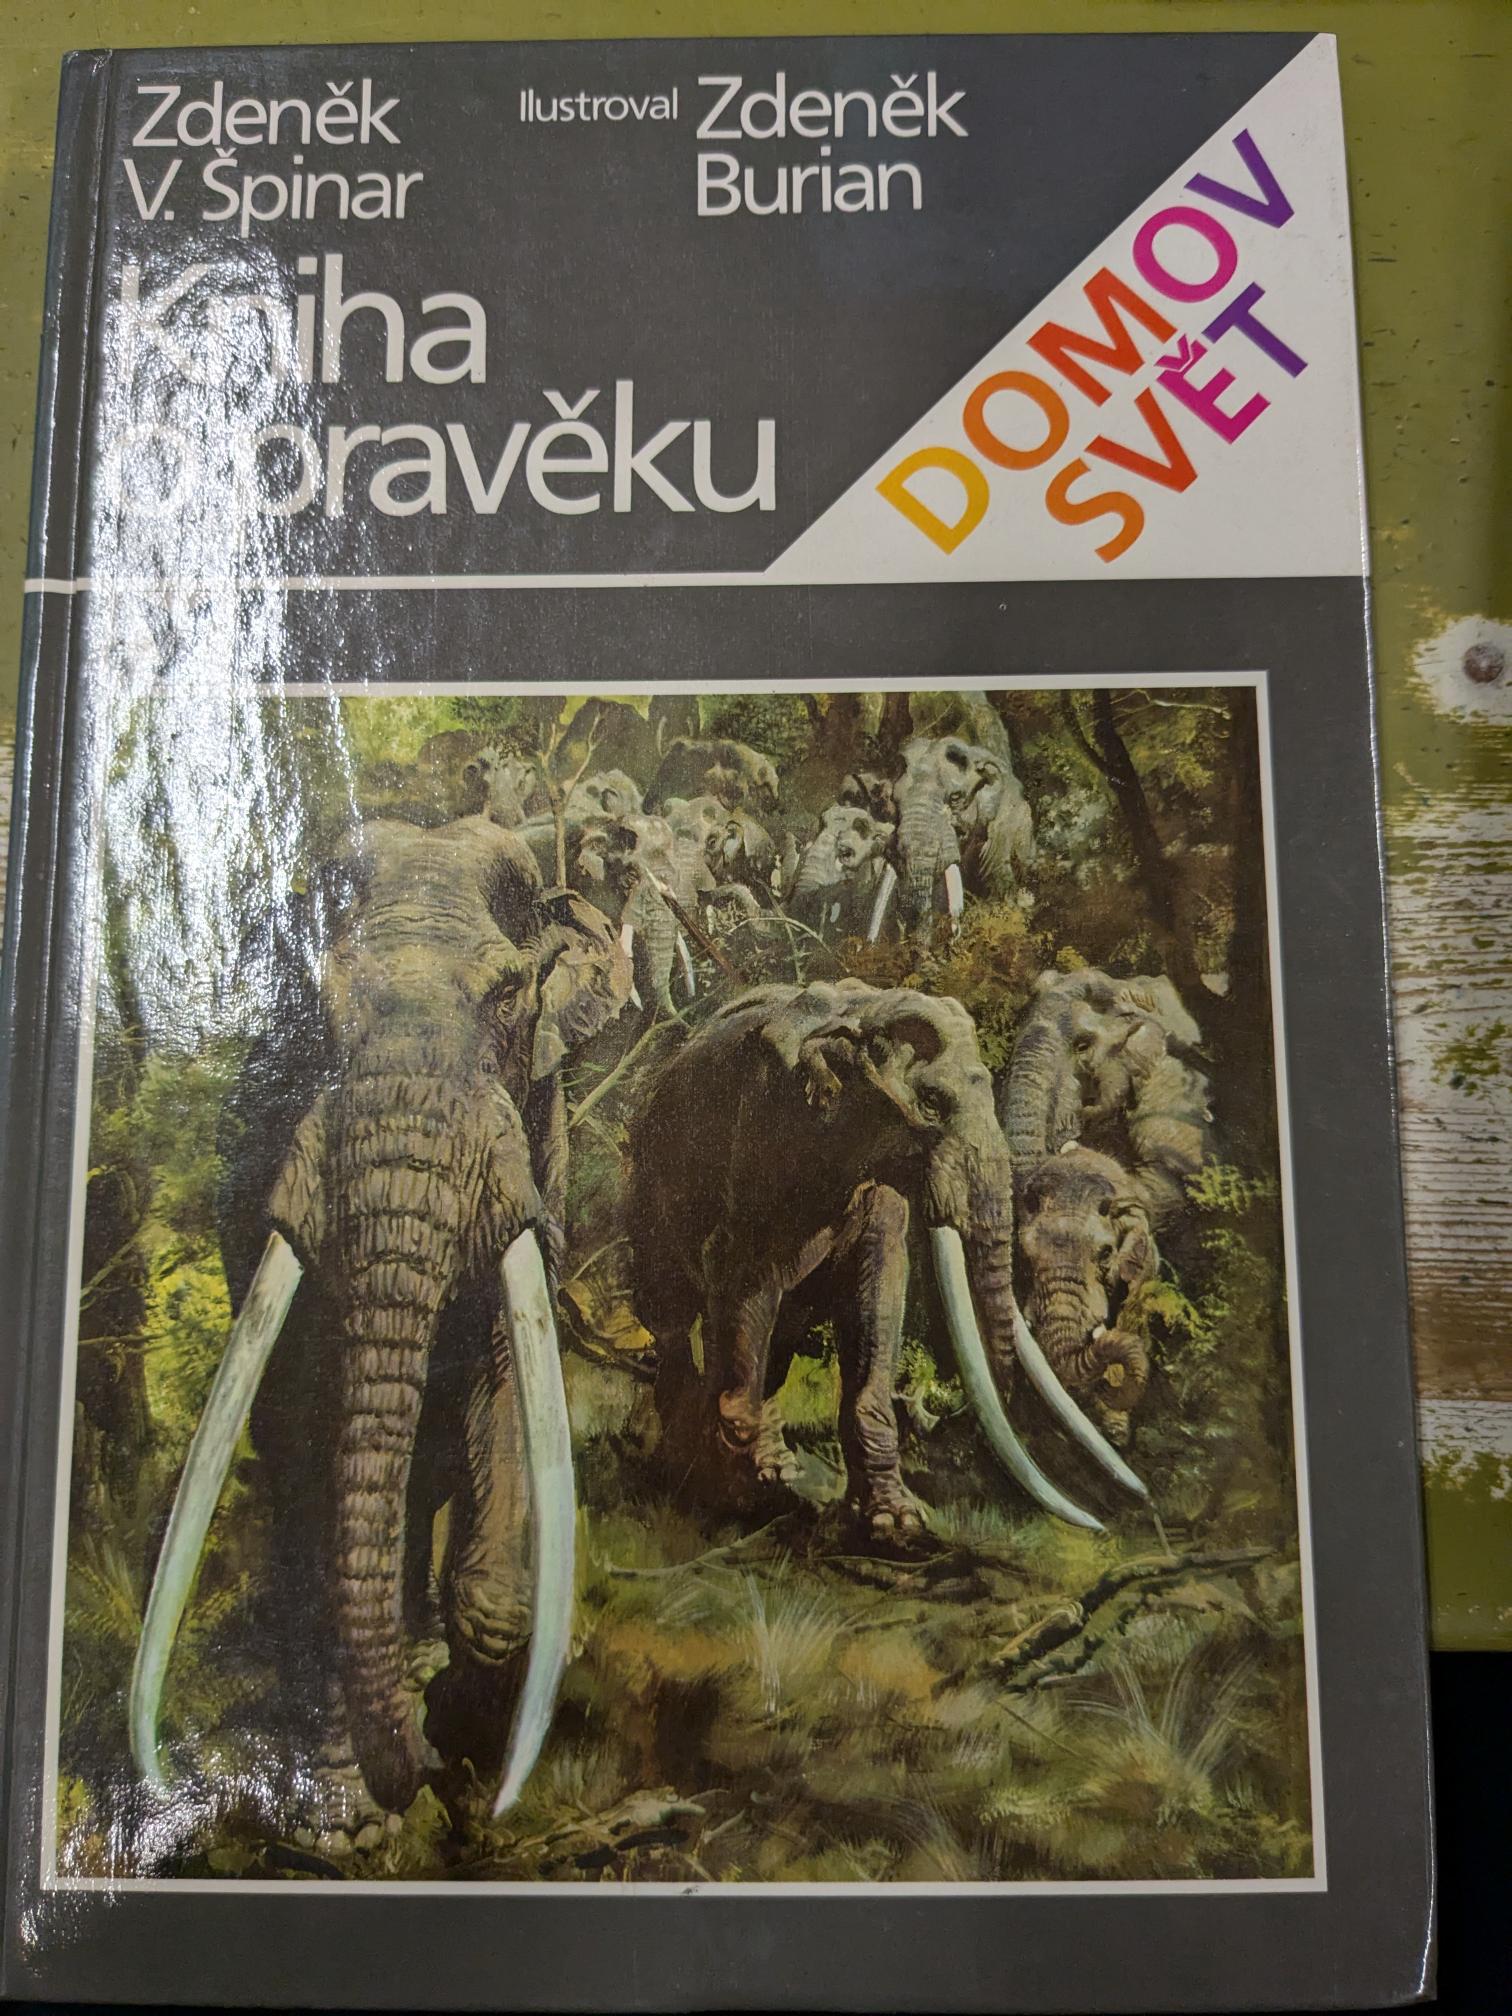 Zdeněk
V. Špinar
Ilustroval Zdeněk
Burian
Kniha
o pravěku
DOMOV
SVĚT